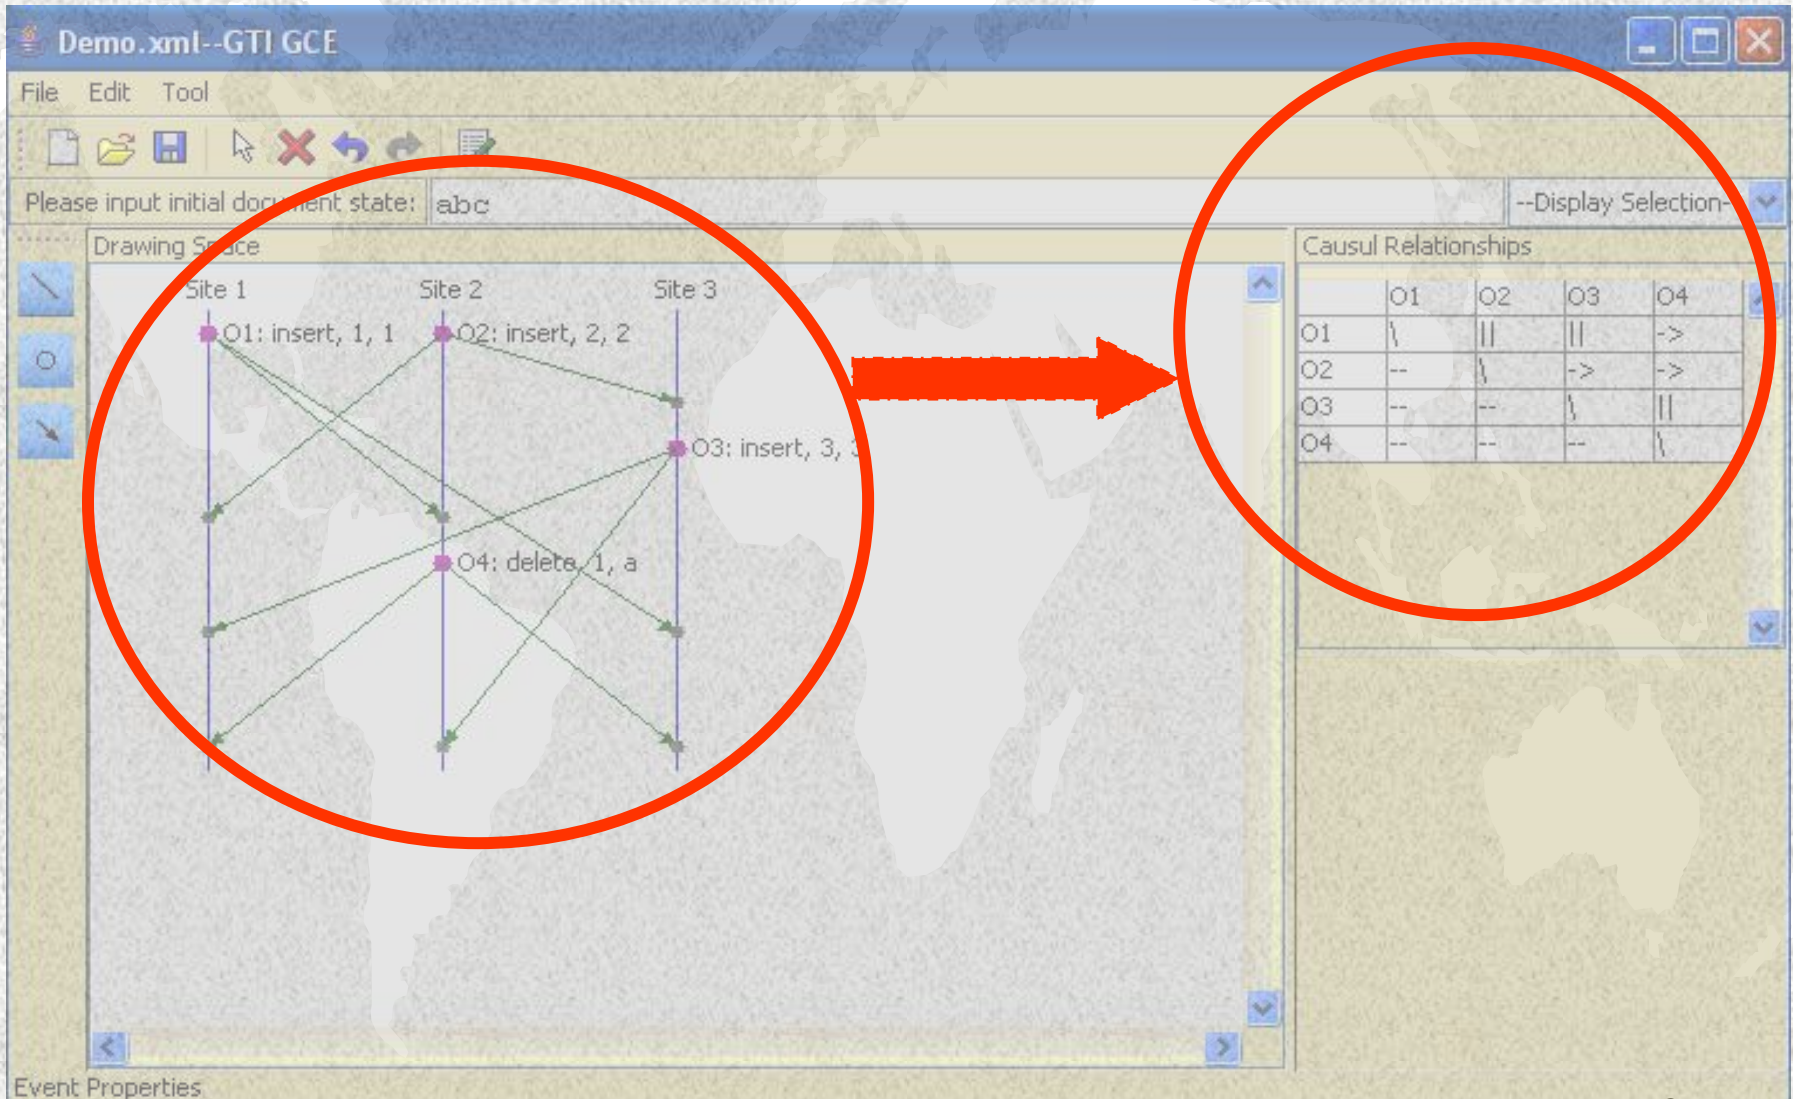 Demo.xml--GTI GCE
File Edit Tool
Please input initial document state: abc --Display Selection-
Drawing Space
Causul Relationships
Site 1 Site 2 Site 3
O1: insert, 1, 1 O2: insert, 2, 2
O3: insert, 3, 3
O4: delete, 1, a
O1 O2 O3 O4
O1 \ || || ->
O2 -- \ -> ->
O3 -- -- \ ||
O4 -- -- -- \
Event Properties